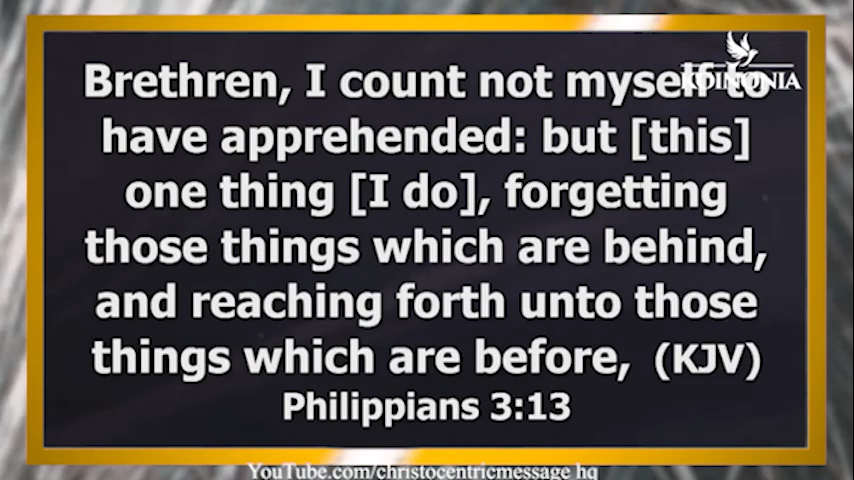 KOINONIA
Brethren, I count not myself to
have apprehended: but [this]
one thing [I do], forgetting
those things which are behind,
and reaching forth unto those
things which are before, (KJV)
Philippians 3:13
YouTube.com/christocentricmessage hq